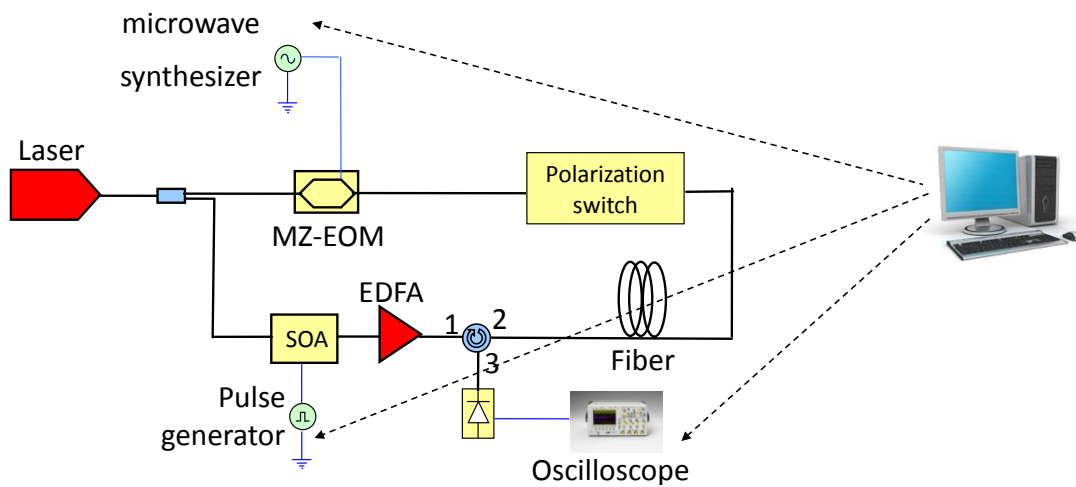 microwave
synthesizer
Laser
MZ-EOM
Polarization
switch
EDFA
1
2
3
SOA
Fiber
Pulse
generator
Oscilloscope